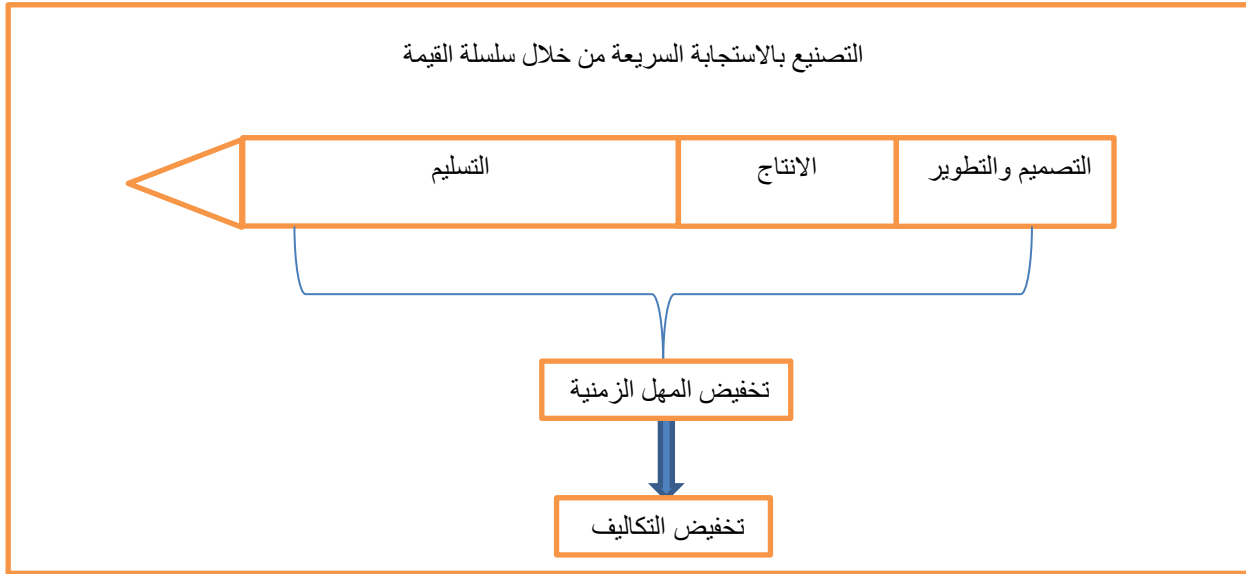 التصنيع بالاستجابة السريعة من خلال سلسلة القيمة
التصميم والتطوير
الانتاج
التسليم
تخفيض المهل الزمنية
تخفيض التكاليف